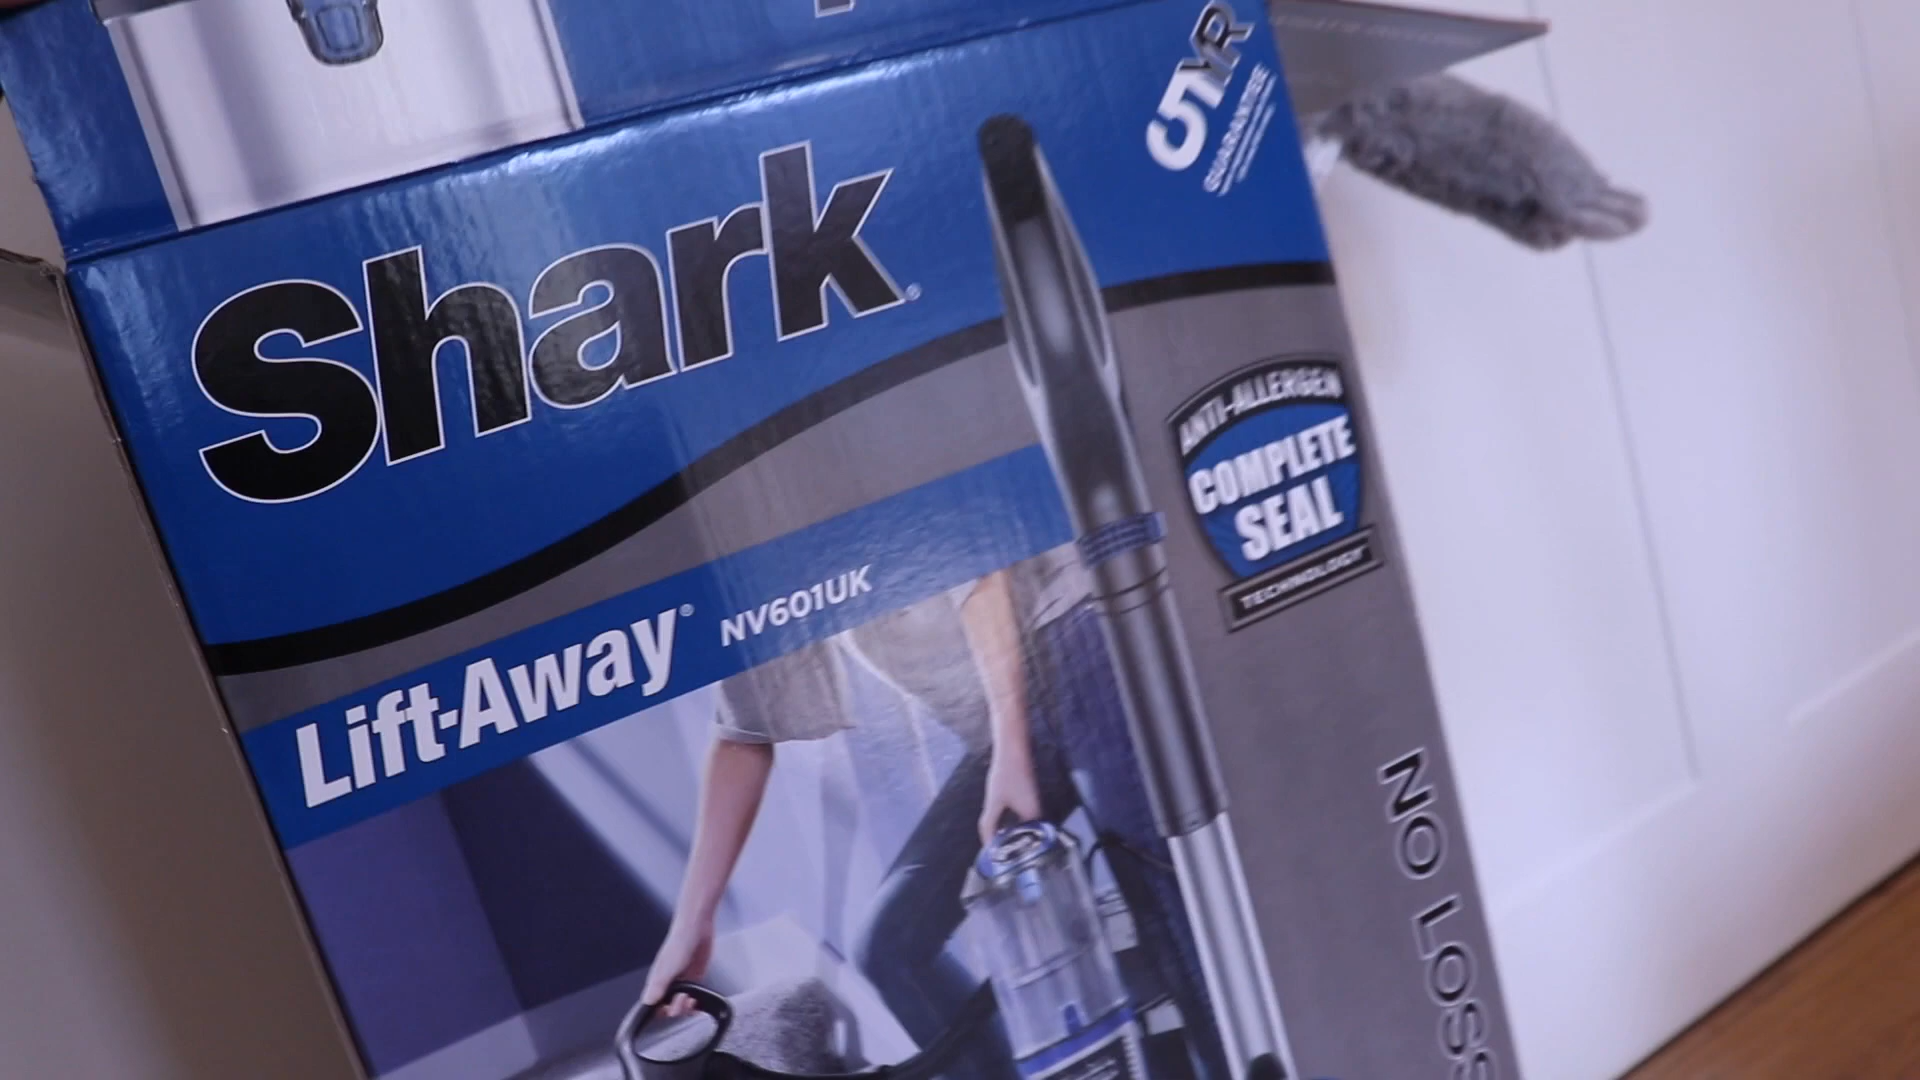 Shark
5YR
GUARANTEE
ANTI-ALLERGEN
COMPLETE
SEAL
TECHNOLOGY
Lift-Away® NV601UK
NO LOSS